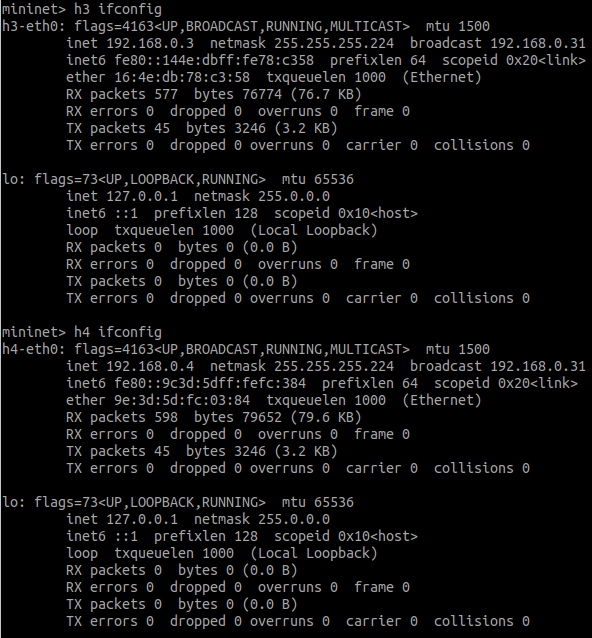 mininet> h3 ifconfig
h3-eth0: flags=4163<UP,BROADCAST,RUNNING,MULTICAST>  mtu 1500
        inet 192.168.0.3  netmask 255.255.255.224  broadcast 192.168.0.31
        inet6 fe80::144e:dbff:fe78:c358  prefixlen 64  scopeid 0x20<link>
        ether 16:4e:db:78:c3:58  txqueuelen 1000  (Ethernet)
        RX packets 577  bytes 76774 (76.7 KB)
        RX errors 0  dropped 0  overruns 0  frame 0
        TX packets 45  bytes 3246 (3.2 KB)
        TX errors 0  dropped 0 overruns 0  carrier 0  collisions 0

lo: flags=73<UP,LOOPBACK,RUNNING>  mtu 65536
        inet 127.0.0.1  netmask 255.0.0.0
        inet6 ::1  prefixlen 128  scopeid 0x10<host>
        loop  txqueuelen 1000  (Local Loopback)
        RX packets 0  bytes 0 (0.0 B)
        RX errors 0  dropped 0  overruns 0  frame 0
        TX packets 0  bytes 0 (0.0 B)
        TX errors 0  dropped 0 overruns 0  carrier 0  collisions 0

mininet> h4 ifconfig
h4-eth0: flags=4163<UP,BROADCAST,RUNNING,MULTICAST>  mtu 1500
        inet 192.168.0.4  netmask 255.255.255.224  broadcast 192.168.0.31
        inet6 fe80::9c3d:5dff:fefc:384  prefixlen 64  scopeid 0x20<link>
        ether 9e:3d:5d:fc:03:84  txqueuelen 1000  (Ethernet)
        RX packets 598  bytes 79652 (79.6 KB)
        RX errors 0  dropped 0  overruns 0  frame 0
        TX packets 45  bytes 3246 (3.2 KB)
        TX errors 0  dropped 0 overruns 0  carrier 0  collisions 0

lo: flags=73<UP,LOOPBACK,RUNNING>  mtu 65536
        inet 127.0.0.1  netmask 255.0.0.0
        inet6 ::1  prefixlen 128  scopeid 0x10<host>
        loop  txqueuelen 1000  (Local Loopback)
        RX packets 0  bytes 0 (0.0 B)
        RX errors 0  dropped 0  overruns 0  frame 0
        TX packets 0  bytes 0 (0.0 B)
        TX errors 0  dropped 0 overruns 0  carrier 0  collisions 0